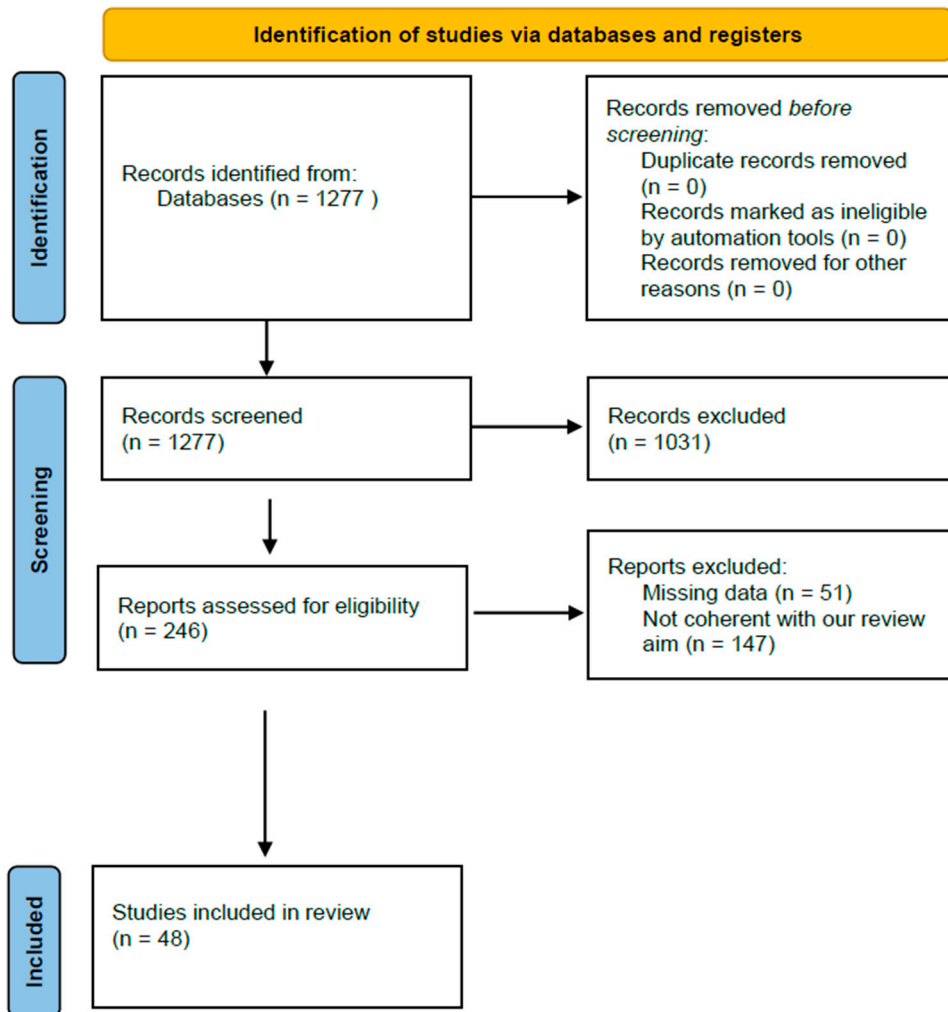 Identification of studies via databases and registers
Identification
Records identified from:
Databases (n = 1277 )
Records removed before
screening:
Duplicate records removed
(n = 0)
Records marked as ineligible
by automation tools (n = 0)
Records removed for other
reasons (n = 0)
Screening
Records screened
(n = 1277)
Records excluded
(n = 1031)
Reports assessed for eligibility
(n = 246)
Reports excluded:
Missing data (n = 51)
Not coherent with our review
aim (n = 147)
Included
Studies included in review
(n = 48)